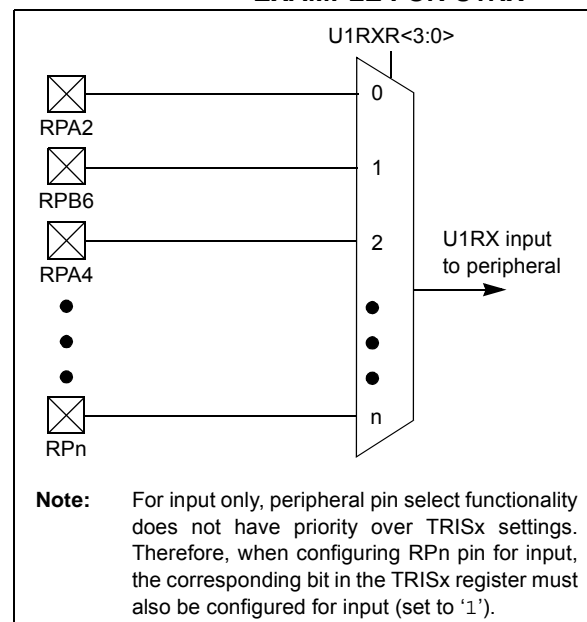 U1RXR<3:0>
0
RPA2
1
RPB6
2
RPA4
U1RX input
to peripheral
n
RPn
Note: For input only, peripheral pin select functionality
does not have priority over TRISx settings.
Therefore, when configuring RPn pin for input,
the corresponding bit in the TRISx register must
also be configured for input (set to ‘1’).